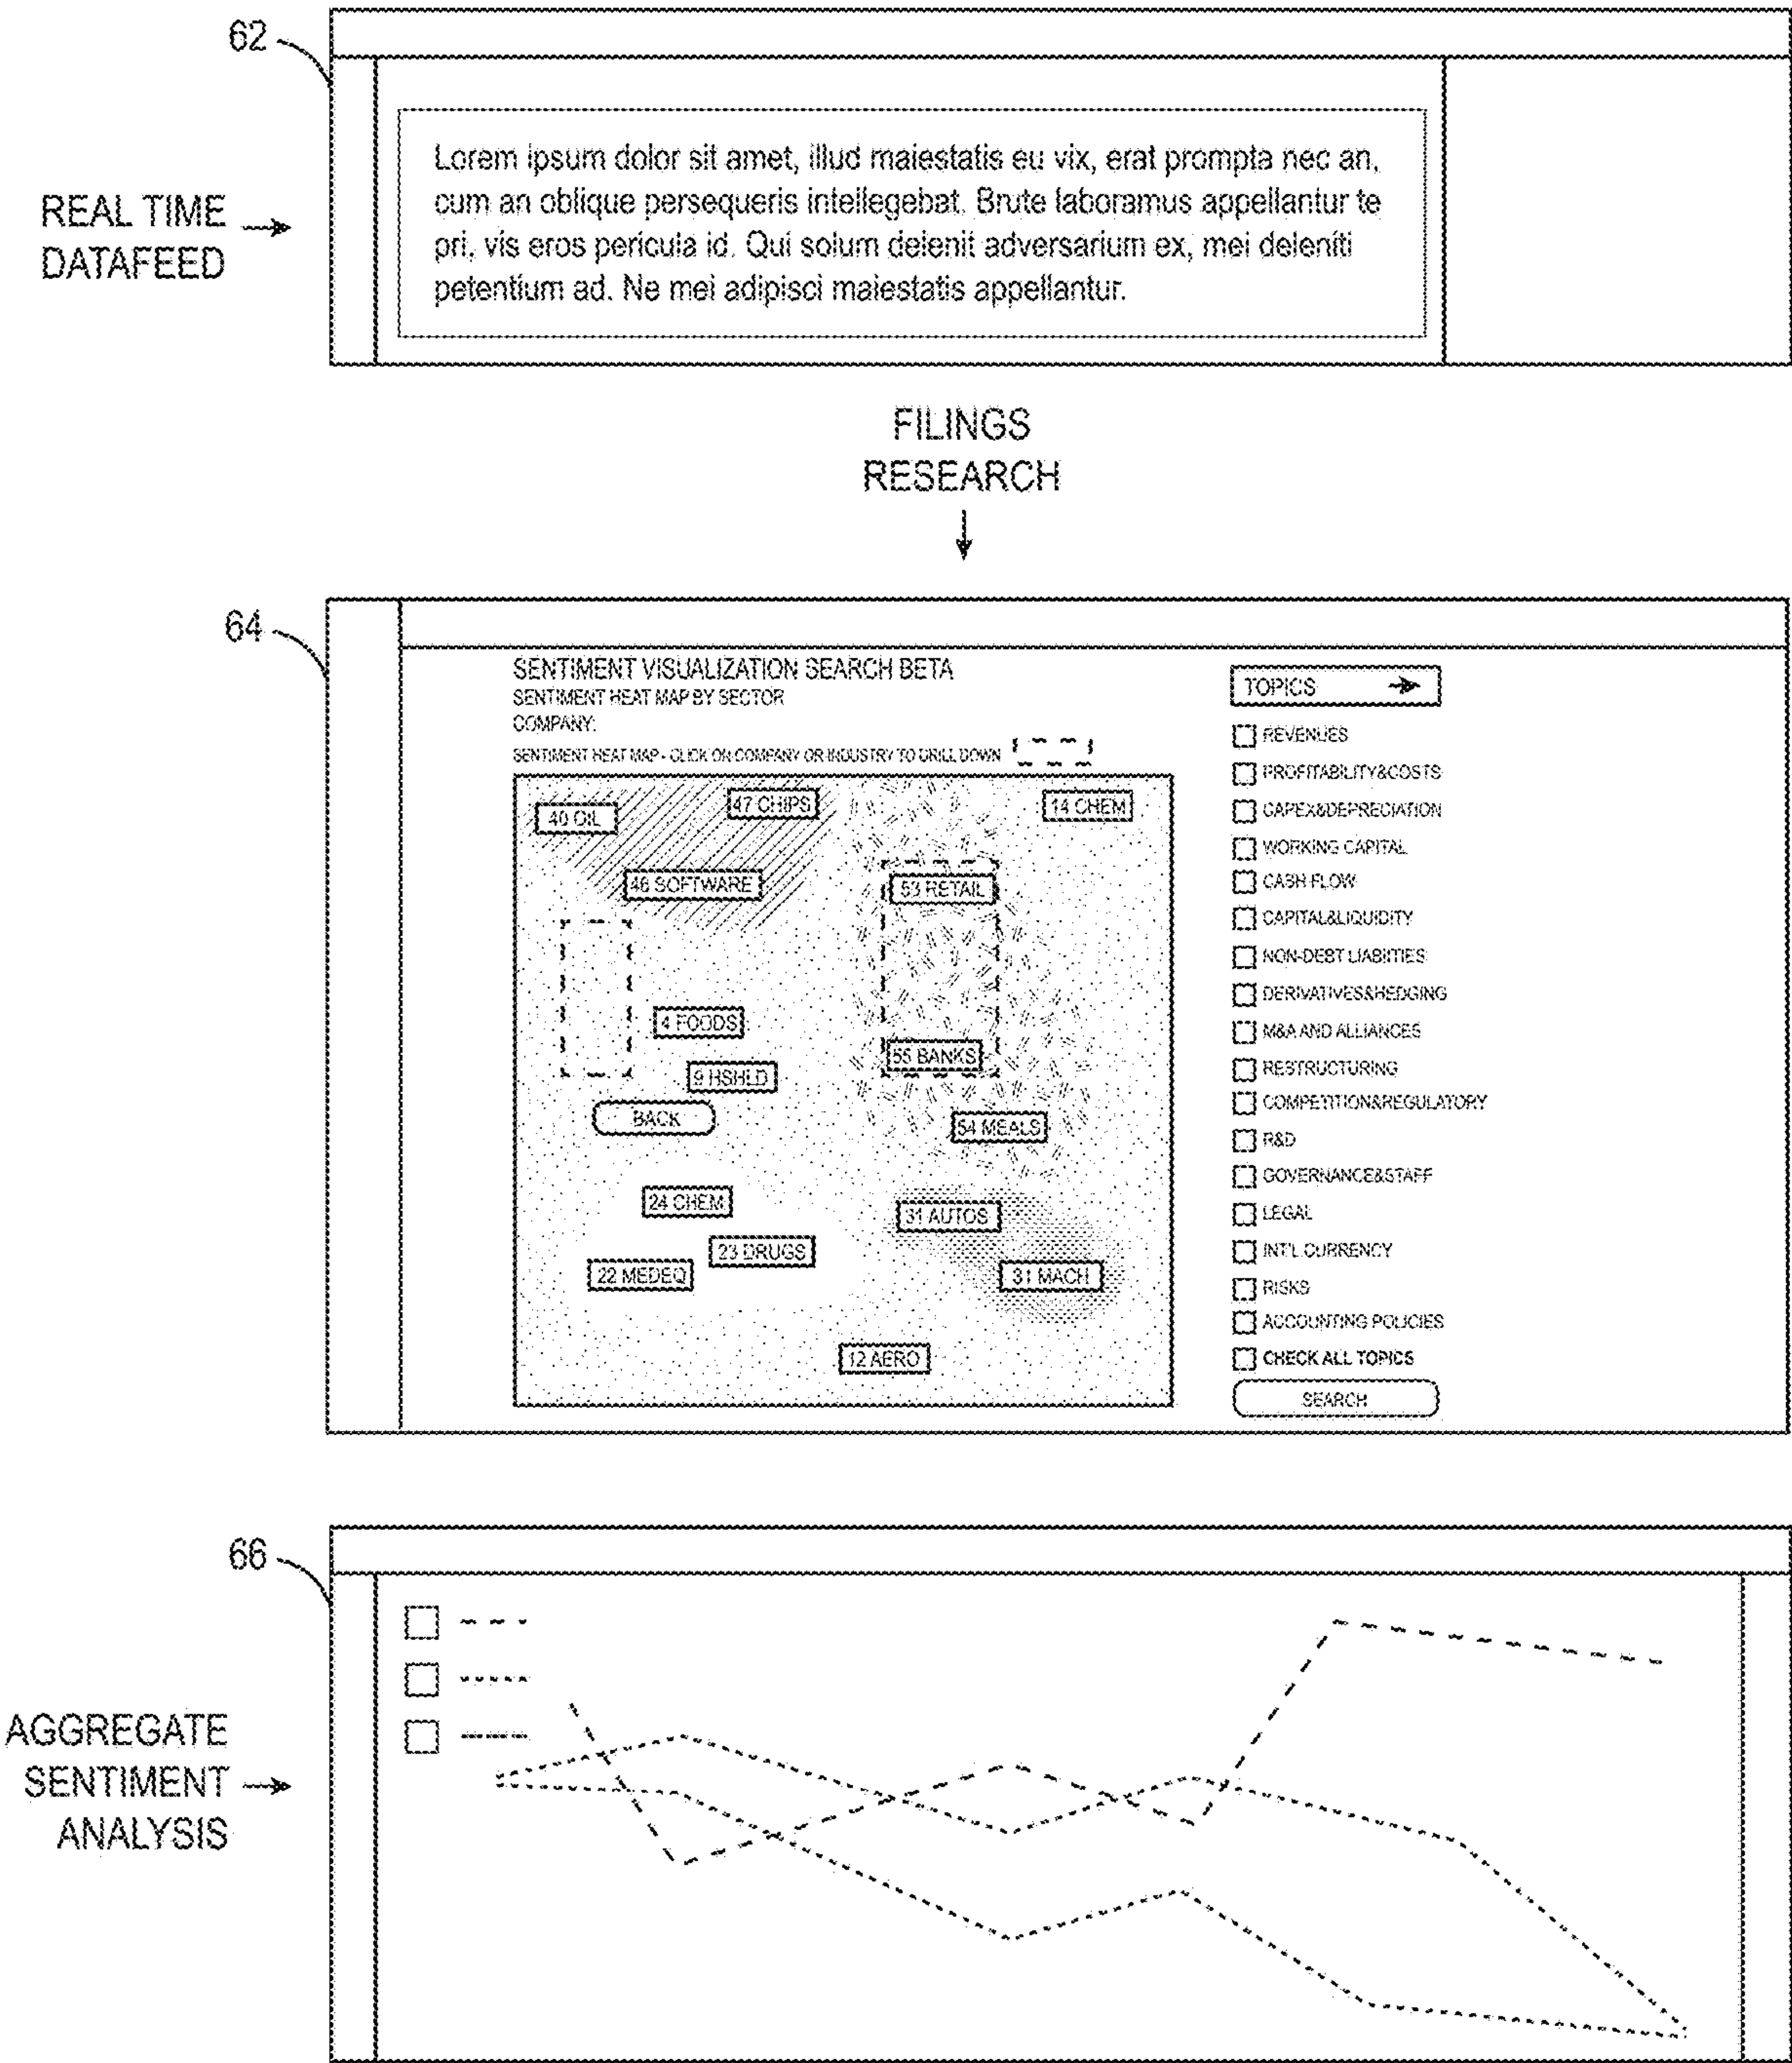 62
REAL TIME
DATAFEED
Lorem ipsum dolor sit amet, illud maiestatis eu vix, erat prompta nec an,
cum an oblique persequeris intellegebat. Brute laboramus appellantur te
pri, vis eros pericula id. Qui solum delenit adversarium ex, mei deleniti
petentium ad. Ne mei adipisci maiestatis appellantur.
FILINGS
RESEARCH
64
SENTIMENT VISUALIZATION SEARCH BETA
SENTIMENT HEAT MAP BY SECTOR
COMPANY:
SENTIMENT HEAT MAP - CLICK ON COMPANY OR INDUSTRY TO DRILL DOWN
40 OIL
47 CHIPS
14 CHEM
46 SOFTWARE
53 RETAIL
4 FOODS
55 BANKS
9 HSHLD
BACK
54 MEALS
24 CHEM
31 AUTOS
23 DRUGS
22 MEDEQ
31 MACH
12 AERO
TOPICS
REVENUES
PROFITABILITY&COSTS
CAPEX&DEPRECIATION
WORKING CAPITAL
CASH FLOW
CAPITAL&LIQUIDITY
NON-DEBT LIABIITIES
DERIVATIVES&HEDGING
M&A AND ALLIANCES
RESTRUCTURING
COMPETITION&REGULATORY
R&D
GOVERNANCE&STAFF
LEGAL
INT'L CURRENCY
RISKS
ACCOUNTING POLICIES
CHECK ALL TOPICS
SEARCH
66
AGGREGATE
SENTIMENT
ANALYSIS